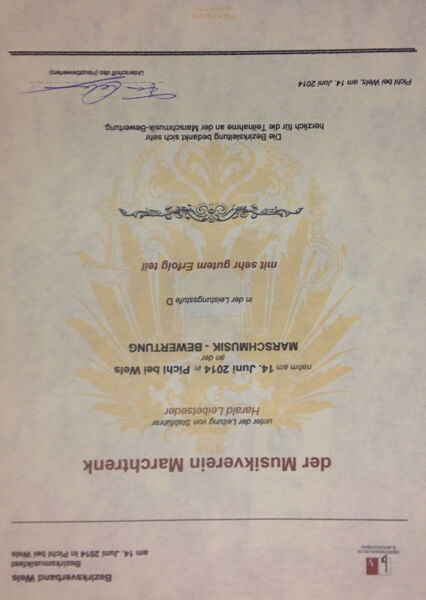 Bezirksverband Wels
Bezirksmusikfest
am 14. Juni 2014 in Pichl bei Wels
der Musikverein Marchtrenk
unter der Leitung von Stabführer
Harald Leibetseder
nahm am 14. Juni 2014 in Pichl bei Wels
an der
MARSCHMUSIK - BEWERTUNG
in der Leistungsstufe D
mit sehr gutem Erfolg teil
Die Bezirksleitung bedankt sich sehr
herzlich für die Teilnahme an der Marschmusik-Bewertung.
Pichl bei Wels, am 14. Juni 2014
Unterschrift des (Haupt)bewerters)